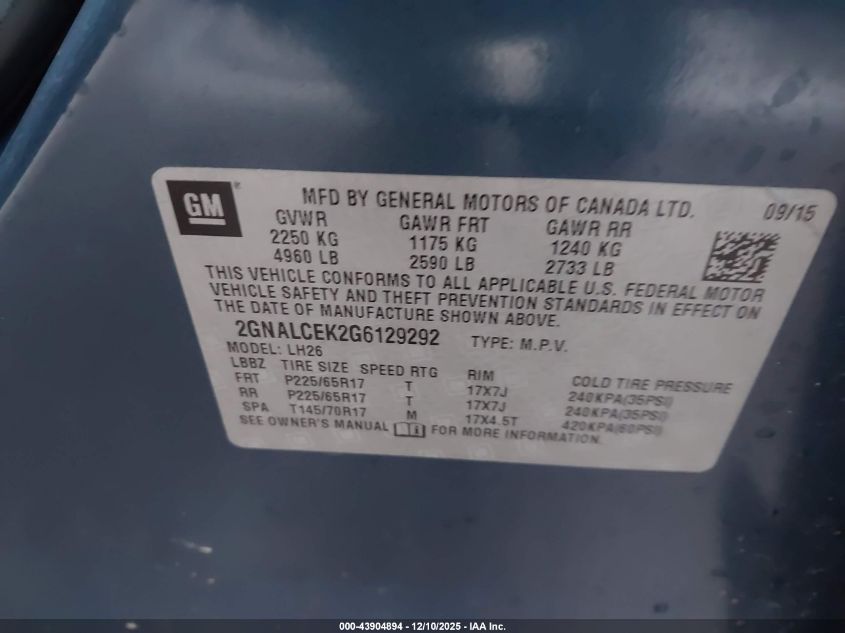 GM
MFD BY GENERAL MOTORS OF CANADA LTD. 09/15
GVWR GAWR FRT GAWR RR
2250 KG 1175 KG 1240 KG
4960 LB 2590 LB 2733 LB
THIS VEHICLE CONFORMS TO ALL APPLICABLE U.S. FEDERAL MOTOR
VEHICLE SAFETY AND THEFT PREVENTION STANDARDS IN EFFECT ON
THE DATE OF MANUFACTURE SHOWN ABOVE.
2GNALCEK2G6129292 TYPE: M.P.V.
MODEL: LH26
LBBZ TIRE SIZE SPEED RTG RIM COLD TIRE PRESSURE
FRT P225/65R17 T 17X7J 240KPA(35PSI)
RR P225/65R17 T 17X7J 240KPA(35PSI)
SPA T145/70R17 M 17X4.5T 420KPA(60PSI)
SEE OWNER'S MANUAL FOR MORE INFORMATION.
000-43904894 – 12/10/2025 – IAA Inc.